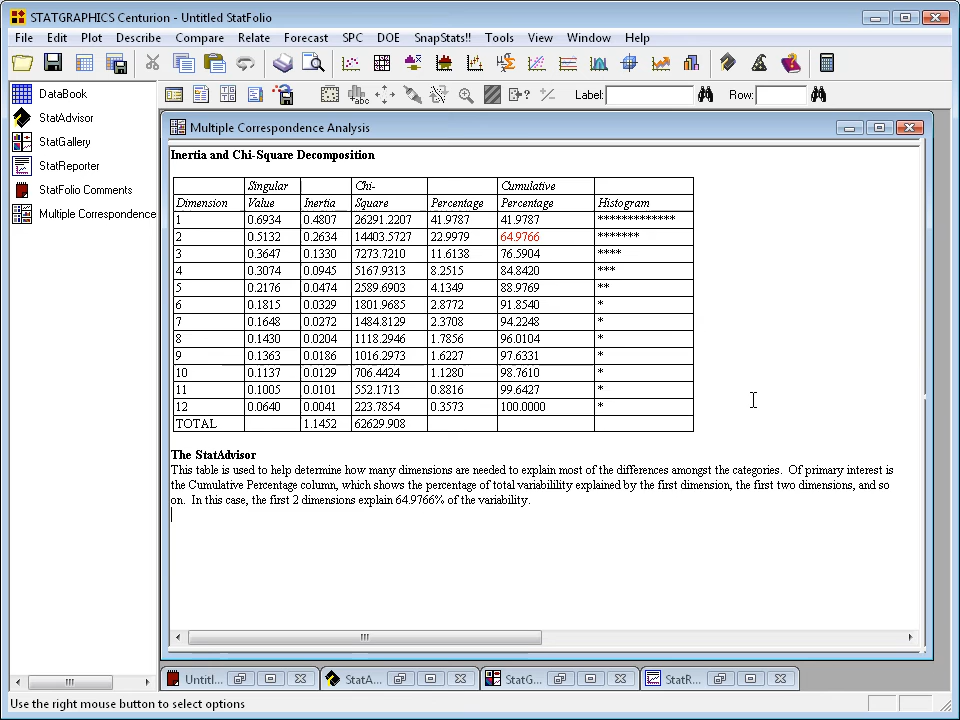 STATGRAPHICS Centurion - Untitled StatFolio
File Edit Plot Describe Compare Relate Forecast SPC DOE SnapStats!! Tools View Window Help
Label: Row:
DataBook
StatAdvisor
StatGallery
StatReporter
StatFolio Comments
Multiple Correspondence
Multiple Correspondence Analysis
Inertia and Chi-Square Decomposition
Singular Chi- Cumulative
Dimension Value Inertia Square Percentage Percentage Histogram
1 0.6934 0.4807 26291.2207 41.9787 41.9787 *************
2 0.5132 0.2634 14403.5727 22.9979 64.9766 *******
3 0.3647 0.1330 7273.7210 11.6138 76.5904 ****
4 0.3074 0.0945 5167.9313 8.2515 84.8420 ***
5 0.2176 0.0474 2589.6903 4.1349 88.9769 **
6 0.1815 0.0329 1801.9685 2.8772 91.8540 *
7 0.1648 0.0272 1484.8129 2.3708 94.2248 *
8 0.1430 0.0204 1118.2946 1.7856 96.0104 *
9 0.1363 0.0186 1016.2973 1.6227 97.6331 *
10 0.1137 0.0129 706.4424 1.1280 98.7610 *
11 0.1005 0.0101 552.1713 0.8816 99.6427 *
12 0.0640 0.0041 223.7854 0.3573 100.0000 *
TOTAL 1.1452 62629.908
The StatAdvisor
This table is used to help determine how many dimensions are needed to explain most of the differences amongst the categories. Of primary interest is
the Cumulative Percentage column, which shows the percentage of total variabilility explained by the first dimension, the first two dimensions, and so
on. In this case, the first 2 dimensions explain 64.9766% of the variability.
Untitl... StatA... StatG... StatR...
Use the right mouse button to select options